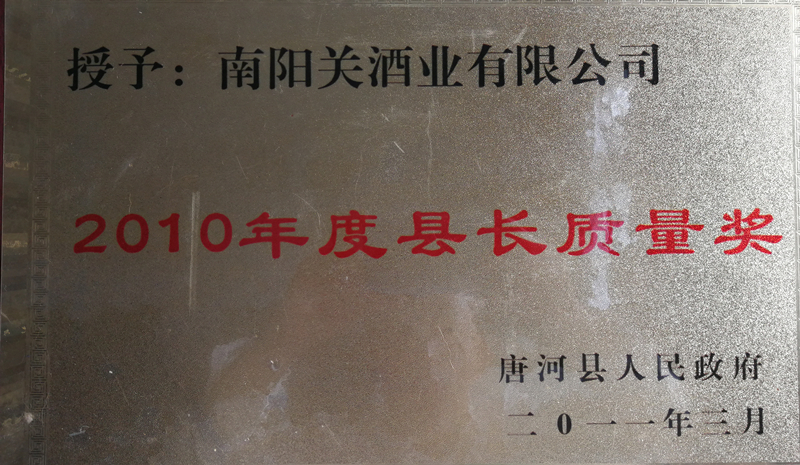 授予：南阳关酒业有限公司
2010年度县长质量奖
唐河县人民政府
二0一一年三月